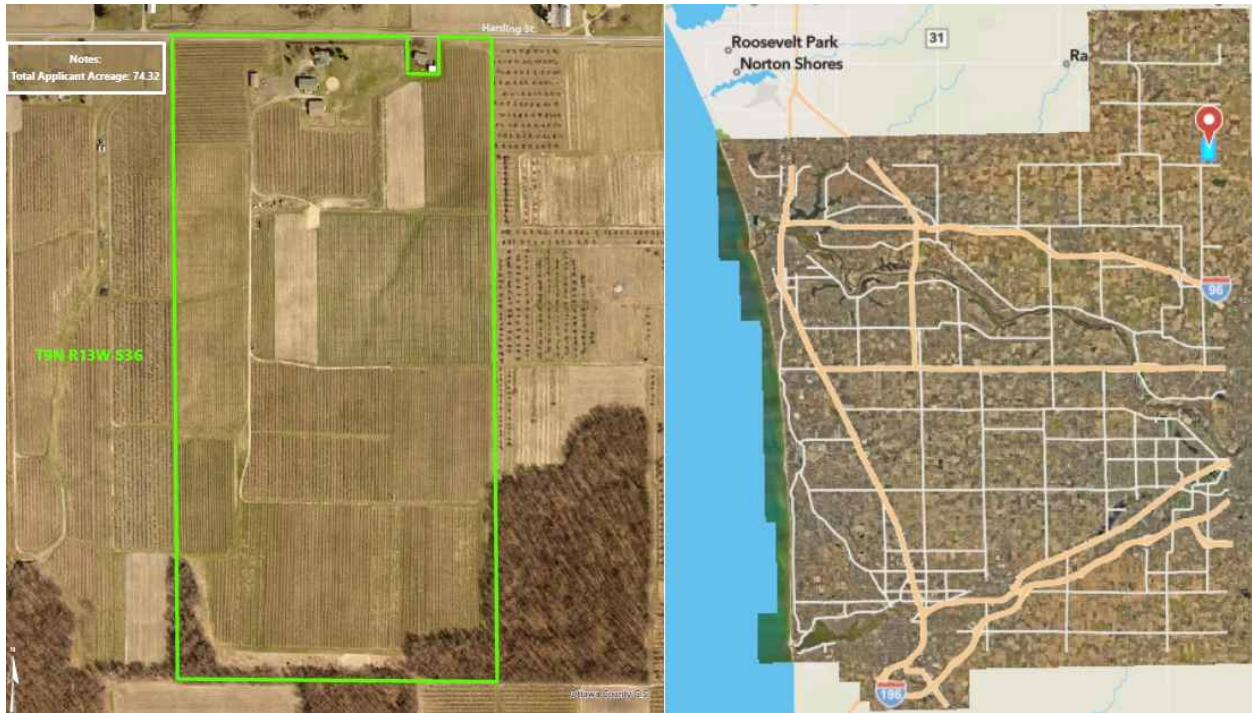 Harding St.
Notes:
Total Applicant Acreage: 74.32
T9N R13W S36
N
Ottawa County G.S.
Roosevelt Park
Norton Shores
31
Ra
96
196